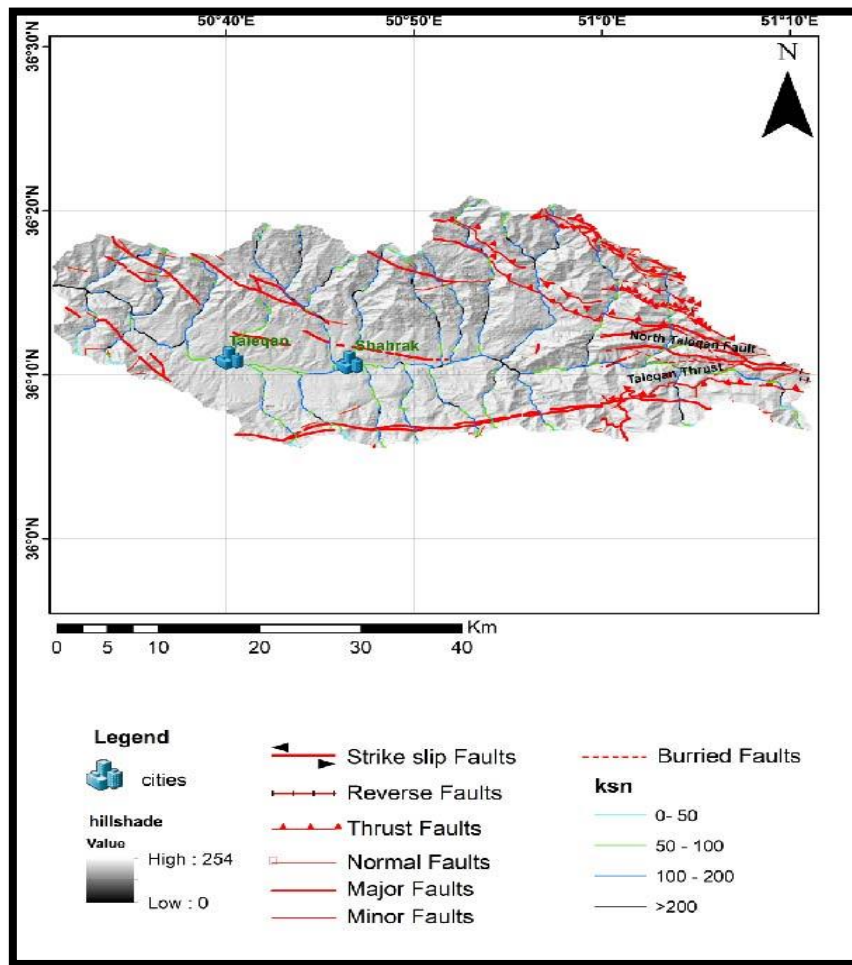 50°40'E
50°50'E
51°0'E
51°10'E
36°30'N
N
36°20'N
Taleqan
Shahrak
North Taleqan Fault
36°10'N
Taleqan Thrust
36°0'N
0 5 10 20 30 40 Km
Legend
cities
hillshade
Value
High : 254
Low : 0
Strike slip Faults
Reverse Faults
Thrust Faults
Normal Faults
Major Faults
Minor Faults
Burried Faults
ksn
0- 50
50 - 100
100 - 200
>200